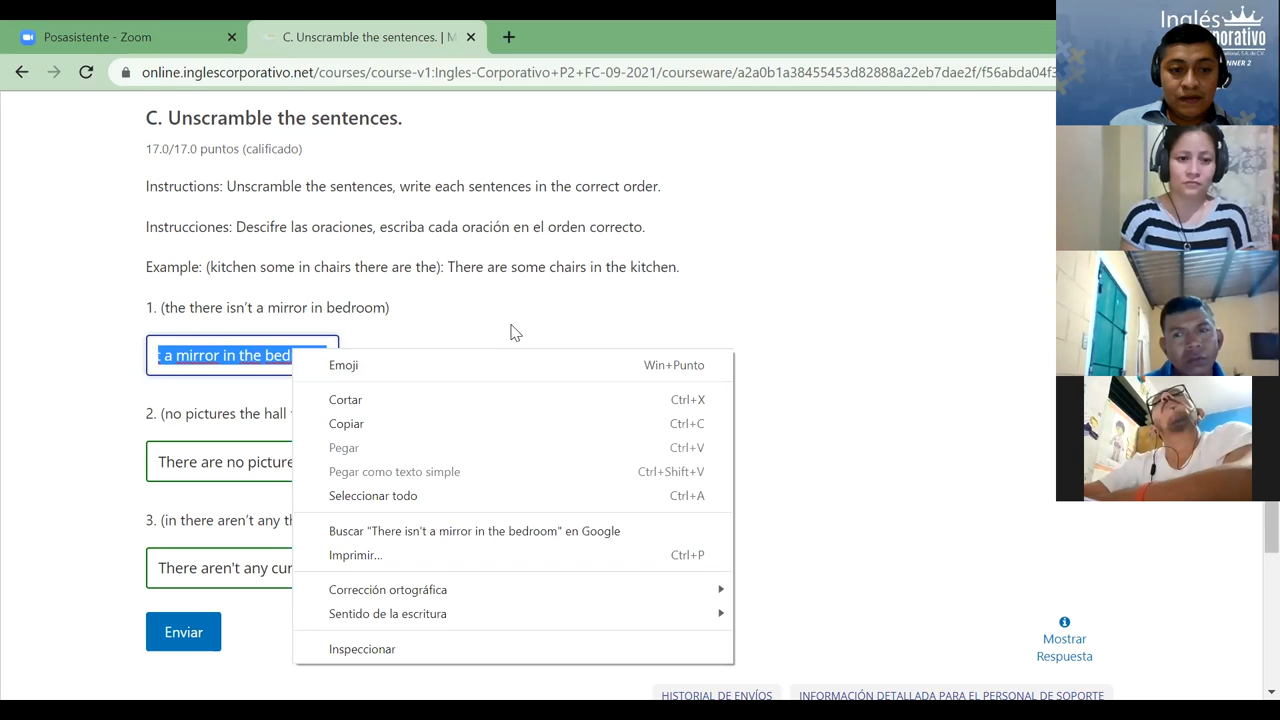 Posasistente - Zoom
C. Unscramble the sentences. | M
online.inglescorporativo.net/courses/course-v1:Ingles-Corporativo+P2+FC-09-2021/courseware/a2a0b1a38455453d82888a22eb7dae2f/f56abda04f3
C. Unscramble the sentences.
17.0/17.0 puntos (calificado)
Instructions: Unscramble the sentences, write each sentences in the correct order.
Instrucciones: Descifre las oraciones, escriba cada oración en el orden correcto.
Example: (kitchen some in chairs there are the): There are some chairs in the kitchen.
1. (the there isn't a mirror in bedroom)
t a mirror in the bed
2. (no pictures the hall
There are no picture
3. (in there aren't any th
There aren't any cur
Enviar
Emoji Win+Punto
Cortar Ctrl+X
Copiar Ctrl+C
Pegar Ctrl+V
Pegar como texto simple Ctrl+Shift+V
Seleccionar todo Ctrl+A
Buscar "There isn't a mirror in the bedroom" en Google
Imprimir... Ctrl+P
Corrección ortográfica
Sentido de la escritura
Inspeccionar
Mostrar
Respuesta
HISTORIAL DE ENVÍOS
INFORMACIÓN DETALLADA PARA EL PERSONAL DE SOPORTE
Inglés
rporativo
NNER 2